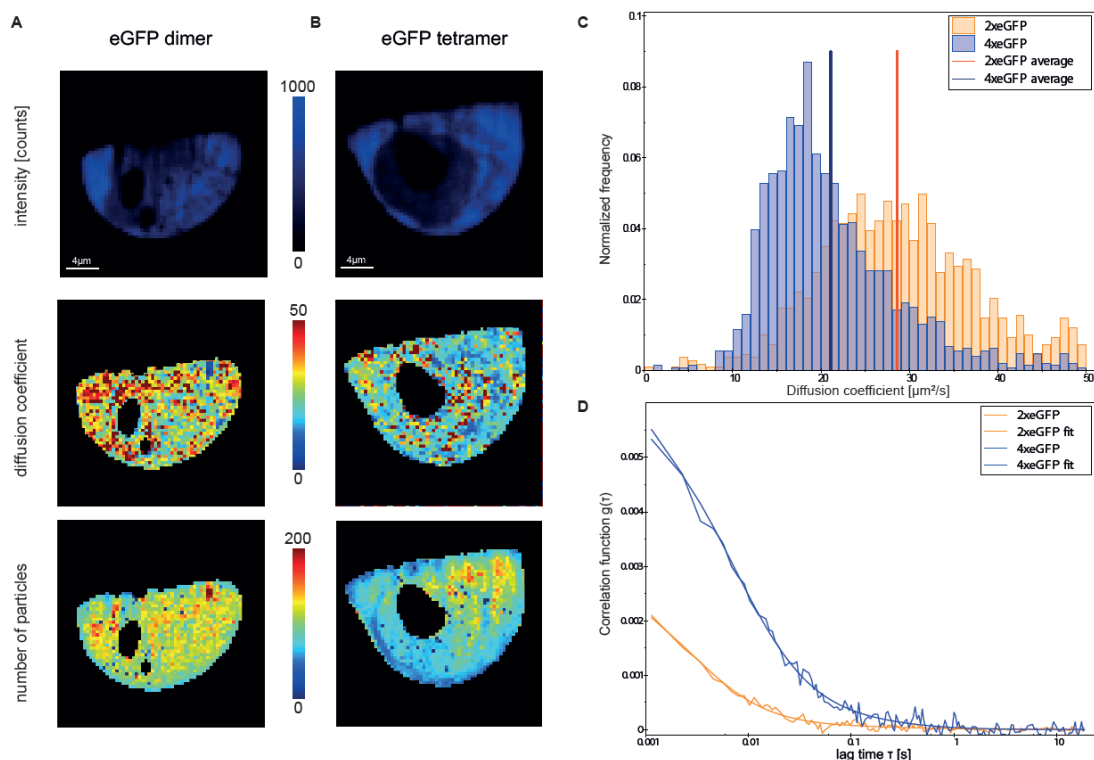 A
eGFP dimer
B
eGFP tetramer
intensity [counts]
1000
0
4µm
4µm
diffusion coefficient
50
0
number of particles
200
0
C
2xeGFP
4xeGFP
2xeGFP average
4xeGFP average
Normalized frequency
0.1
0.08
0.06
0.04
0.02
0
0 10 20 30 40 50
Diffusion coefficient [µm²/s]
D
2xeGFP
2xeGFP fit
4xeGFP
4xeGFP fit
Correlation function g(τ)
0.005
0.004
0.003
0.002
0.001
0
0.001 0.01 0.1 1 10
lag time τ [s]